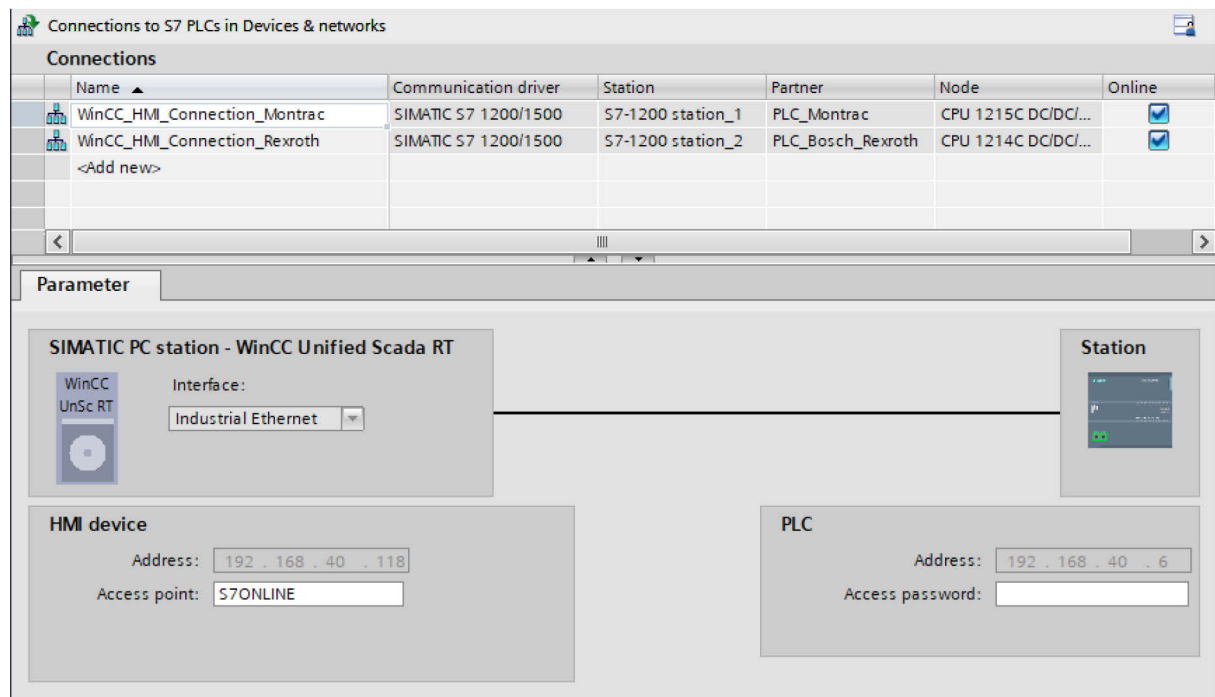 Connections to S7 PLCs in Devices & networks
Connections
Name Communication driver Station Partner Node Online
WinCC_HMI_Connection_Montrac SIMATIC S7 1200/1500 S7-1200 station_1 PLC_Montrac CPU 1215C DC/DC/...
WinCC_HMI_Connection_Rexroth SIMATIC S7 1200/1500 S7-1200 station_2 PLC_Bosch_Rexroth CPU 1214C DC/DC/...
<Add new>
Parameter
SIMATIC PC station - WinCC Unified Scada RT
Station
WinCC
UnSc RT
Interface:
Industrial Ethernet
HMI device
Address: 192 . 168 . 40 . 118
Access point: S7ONLINE
PLC
Address: 192 . 168 . 40 . 6
Access password: